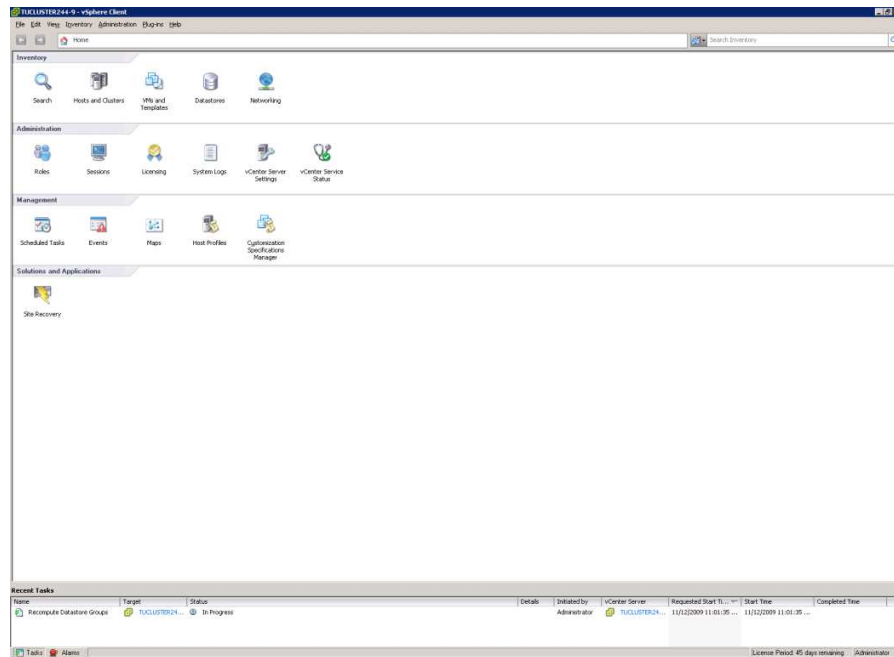 TUCLUSTER244-9 - vSphere Client
File Edit View Inventory Administration Plug-ins Help
Home
Search Inventory
Inventory
Search
Hosts and Clusters
VMs and
Templates
Datastores
Networking
Administration
Roles
Sessions
Licensing
System Logs
vCenter Server
Settings
vCenter Service
Status
Management
Scheduled Tasks
Events
Maps
Host Profiles
Customization
Specifications
Manager
Solutions and Applications
Site Recovery
Recent Tasks
Name Target Status Details Initiated by vCenter Server Requested Start Ti... Start Time Completed Time
Recompute Datastore Groups TUCLUSTER24... In Progress Administrator TUCLUSTER24... 11/12/2009 11:01:35 ... 11/12/2009 11:01:35 ...
Tasks Alarms License Period: 45 days remaining Administrator